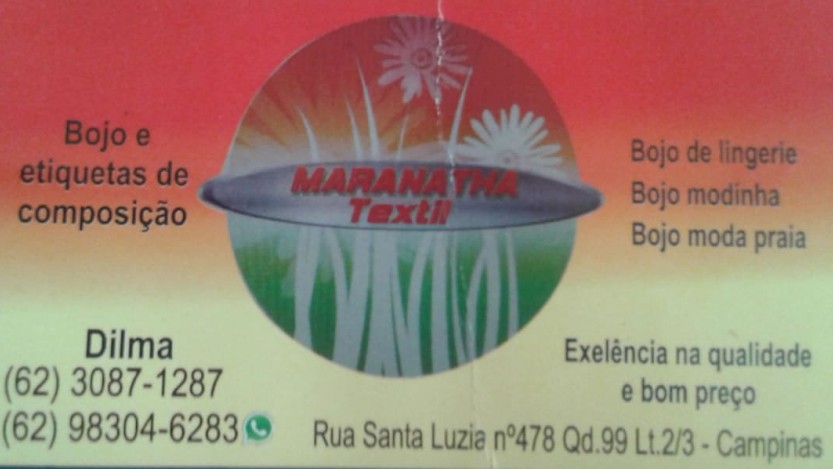 Bojo e
etiquetas de
composição
MARANATHA
Textil
Bojo de lingerie
Bojo modinha
Bojo moda praia
Dilma
(62) 3087-1287
(62) 98304-6283
Exelência na qualidade
e bom preço
Rua Santa Luzia nº478 Qd.99 Lt.2/3 - Campinas